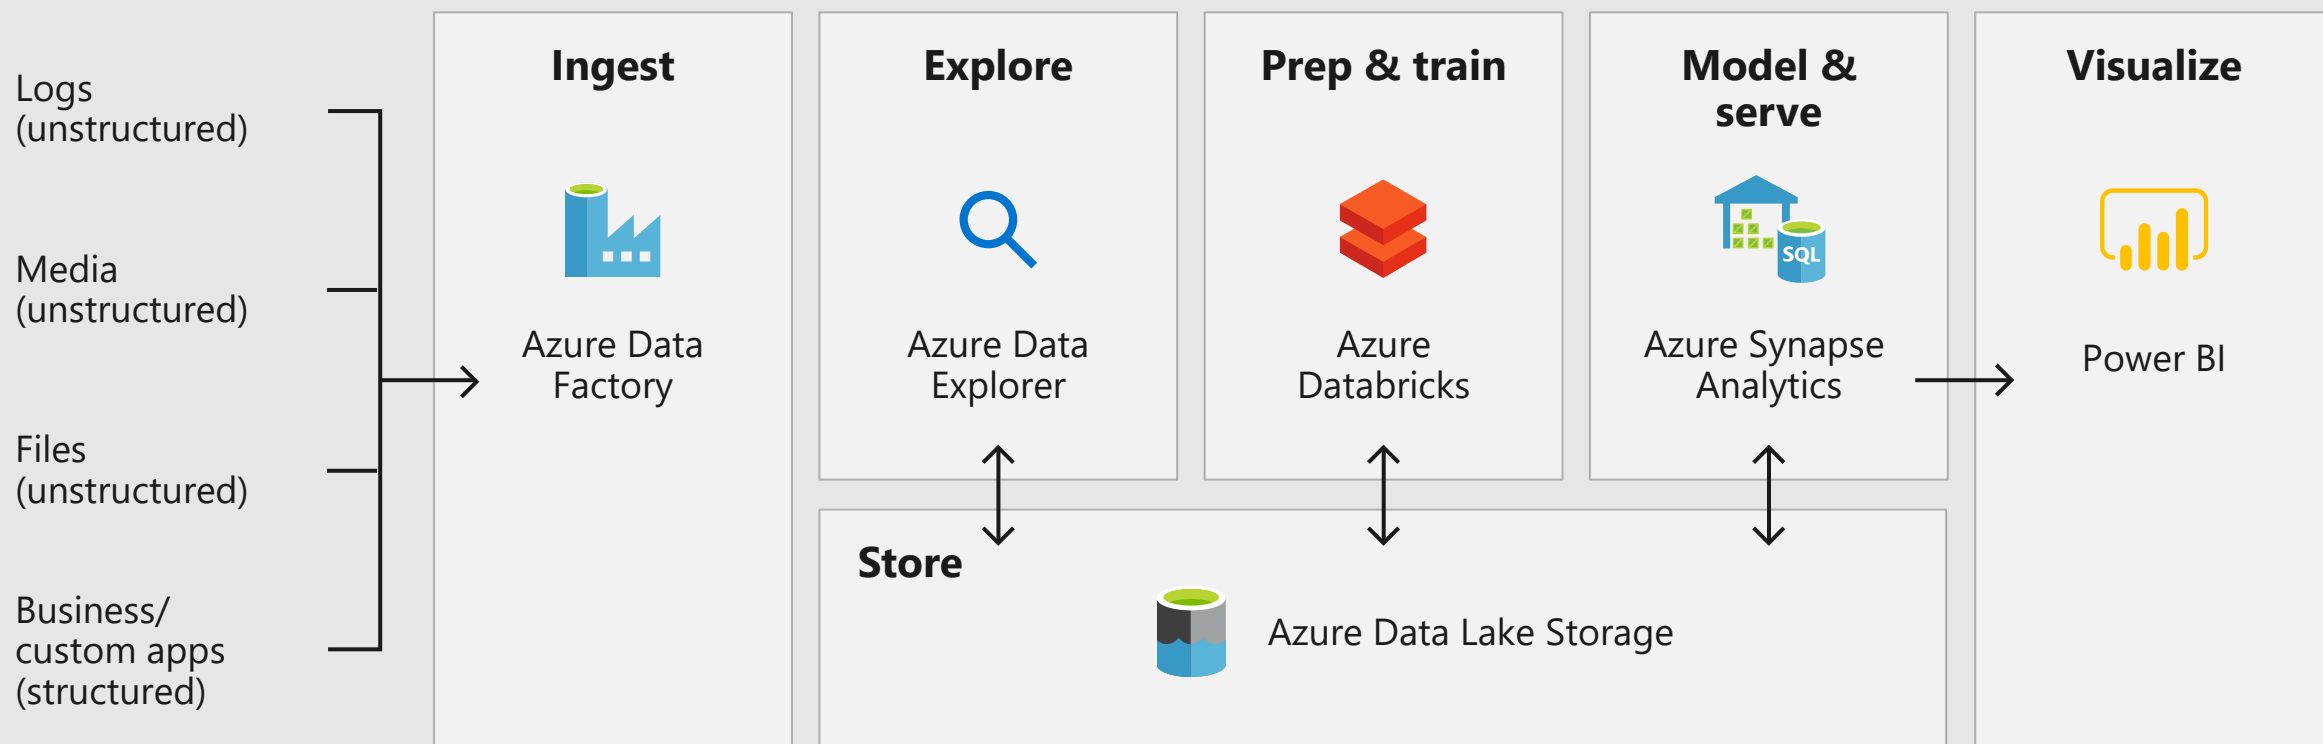 Logs
(unstructured)
Media
(unstructured)
Files
(unstructured)
Business/
custom apps
(structured)
Ingest
Azure Data
Factory
Explore
Azure Data
Explorer
Prep & train
Azure
Databricks
Model &
serve
SQL
Azure Synapse
Analytics
Visualize
Power BI
Store
Azure Data Lake Storage